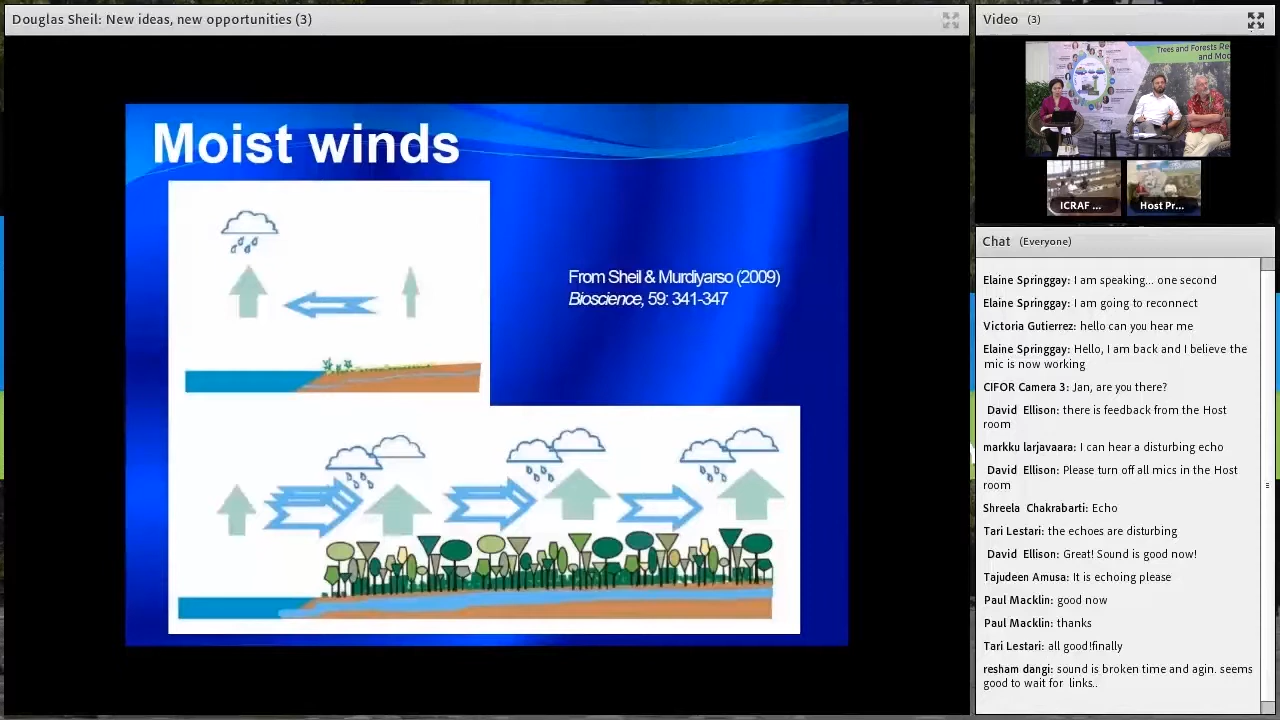 Douglas Sheil: New ideas, new opportunities (3)
Moist winds
From Sheil & Murdiyarso (2009)
Bioscience, 59: 341-347
Video (3)
Trees and Forests Re
and Mod
ICRAF ...
Host Pr...
Chat (Everyone)
Elaine Springgay: I am speaking... one second
Elaine Springgay: I am going to reconnect
Victoria Gutierrez: hello can you hear me
Elaine Springgay: Hello, I am back and I believe the
mic is now working
CIFOR Camera 3: Jan, are you there?
David Ellison: there is feedback from the Host
room
markku larjavaara: I can hear a disturbing echo
David Ellison: Please turn off all mics in the Host
room
Shreela Chakrabarti: Echo
Tari Lestari: the echoes are disturbing
David Ellison: Great! Sound is good now!
Tajudeen Amusa: It is echoing please
Paul Macklin: good now
Paul Macklin: thanks
Tari Lestari: all good!finally
resham dangi: sound is broken time and agin. seems
good to wait for links..